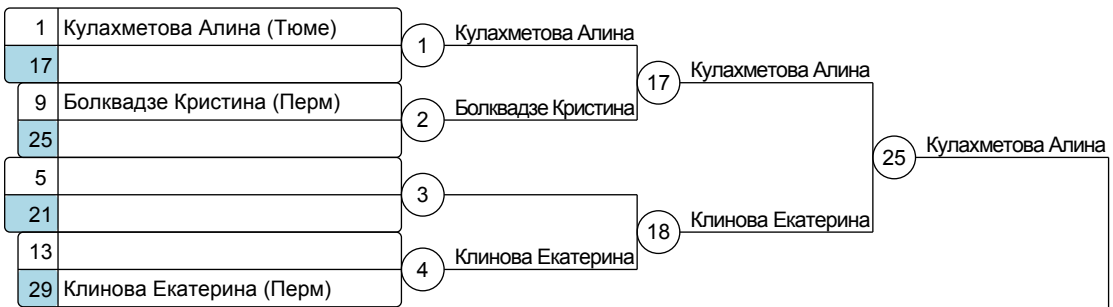 1 Кулахметова Алина (Тюме)
17
1
Кулахметова Алина
9 Болквадзе Кристина (Перм)
25
2
Болквадзе Кристина
17
Кулахметова Алина
5
21
3
13
29 Клинова Екатерина (Перм)
4
Клинова Екатерина
18
Клинова Екатерина
25
Кулахметова Алина